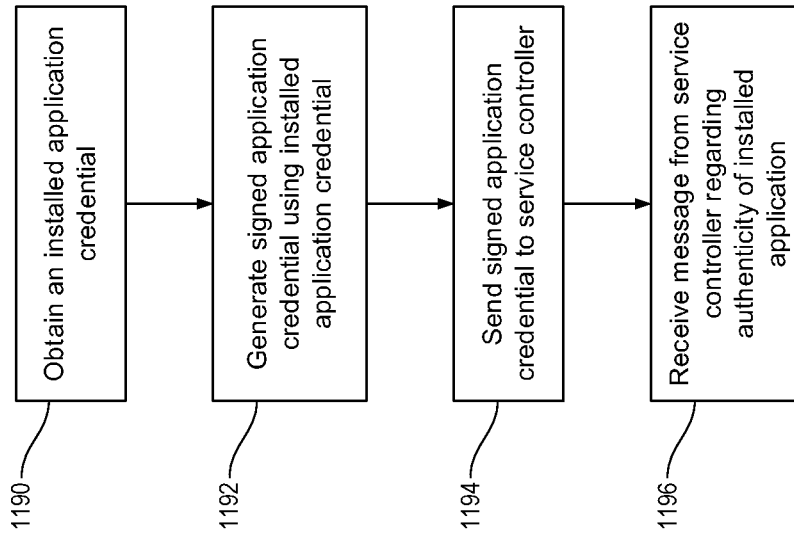 1190
Obtain an installed application
credential
1192
Generate signed application
credential using installed
application credential
1194
Send signed application
credential to service controller
1196
Receive message from service
controller regarding
authenticity of installed
application